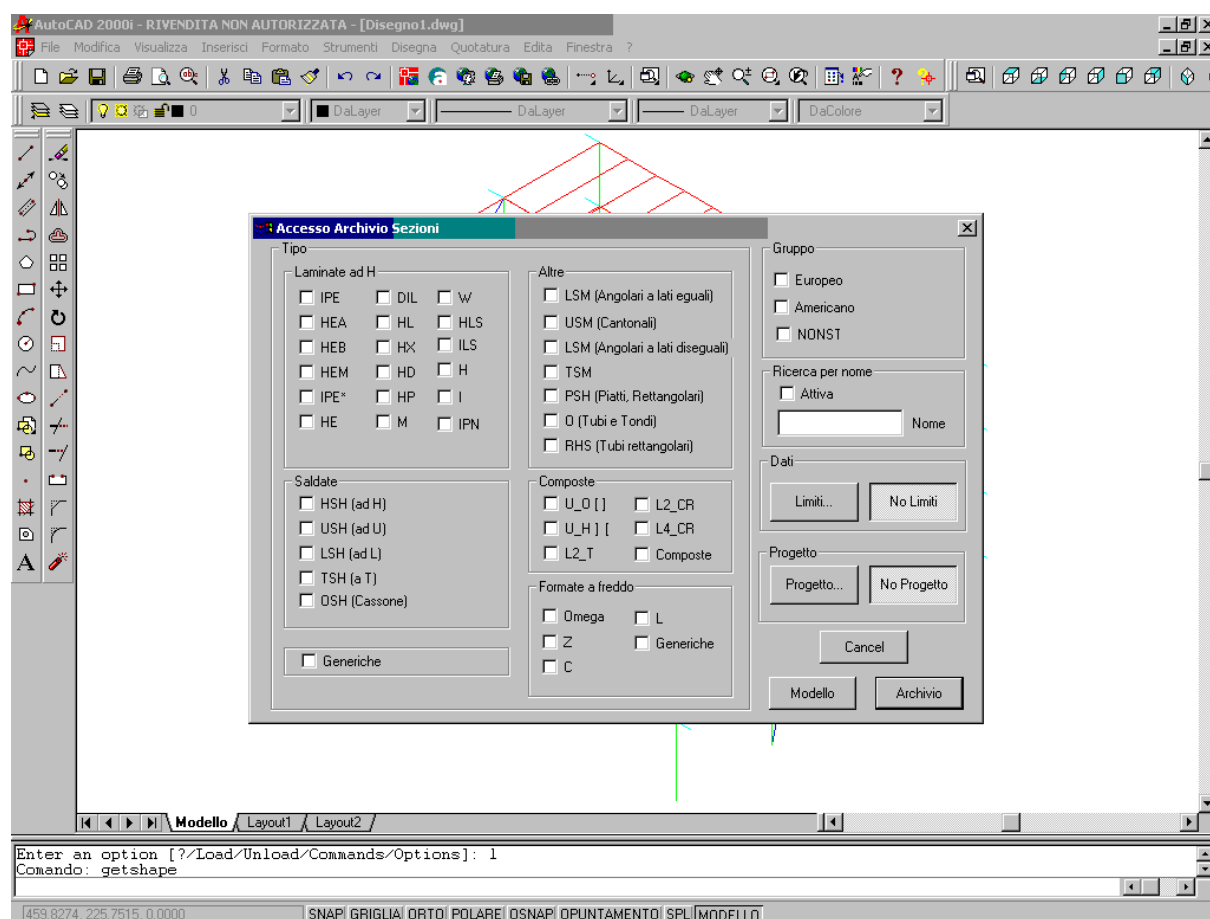 AutoCAD 2000i - RIVENDITA NON AUTORIZZATA - [Disegno1.dwg]
File Modifica Visualizza Inserisci Formato Strumenti Disegna Quotatura Edita Finestra ?
0 DaLayer DaLayer DaLayer DaColore
Accesso Archivio Sezioni
Tipo
Laminate ad H
IPE DIL W
HEA HL HLS
HEB HX ILS
HEM HD H
IPE* HP I
HE M IPN
Altre
LSM (Angolari a lati eguali)
USM (Cantonali)
LSM (Angolari a lati diseguali)
TSM
PSH (Piatti, Rettangolari)
O (Tubi e Tondi)
RHS (Tubi rettangolari)
Saldate
HSH (ad H)
USH (ad U)
LSH (ad L)
TSH (a T)
OSH (Cassone)
Generiche
Composte
U_O [ ] L2_CR
U_H ] [ L4_CR
L2_T Composte
Formate a freddo
Omega L
Z Generiche
C
Gruppo
Europeo
Americano
NONST
Ricerca per nome
Attiva
Nome
Dati
Limiti... No Limiti
Progetto
Progetto... No Progetto
Cancel
Modello Archivio
Modello Layout1 Layout2
Enter an option [?/Load/Unload/Commands/Options]: l
Comando: getshape
459.8274, 225.7515, 0.0000 SNAP GRIGLIA ORTO POLARE OSNAP OPUNTAMENTO SPL MODELLO